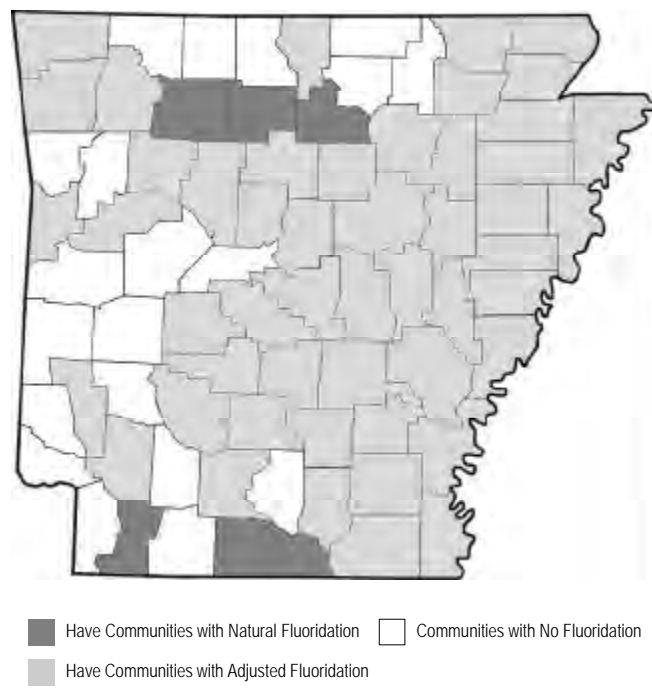 Have Communities with Natural Fluoridation
Communities with No Fluoridation
Have Communities with Adjusted Fluoridation